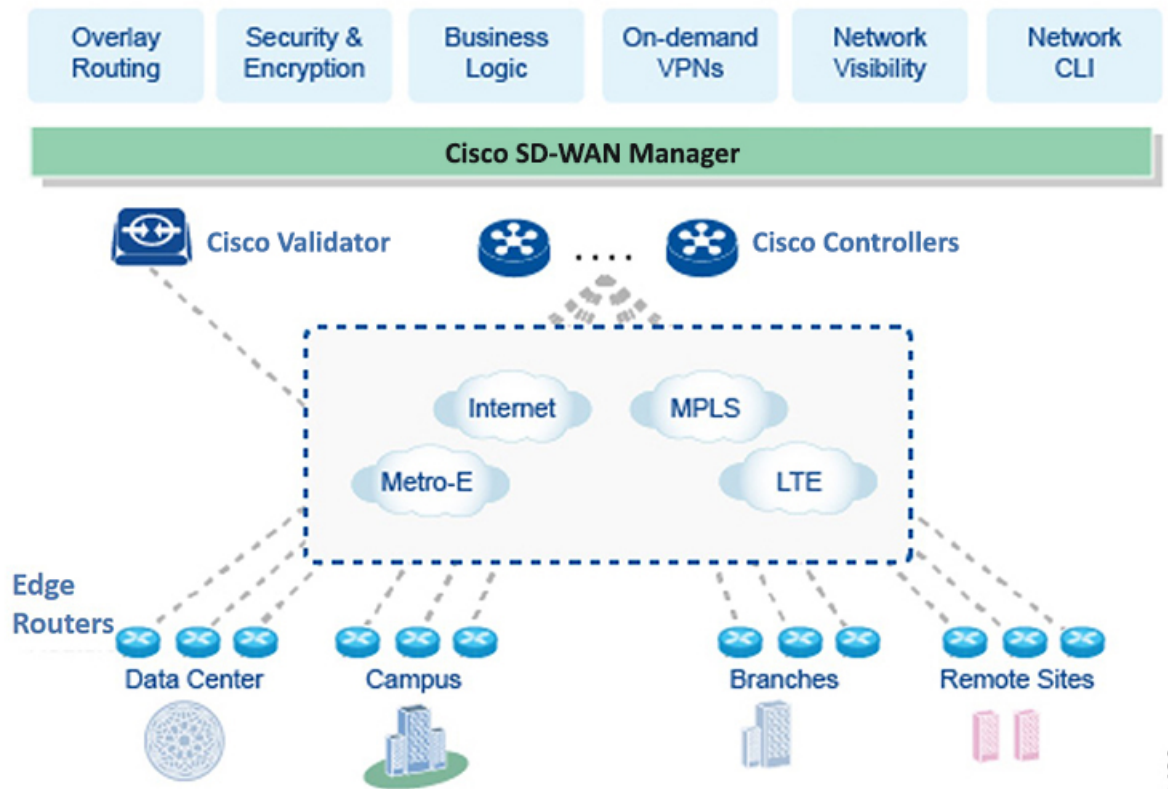 Overlay
Routing
Security &
Encryption
Business
Logic
On-demand
VPNs
Network
Visibility
Network
CLI
Cisco SD-WAN Manager
Cisco Validator
Cisco Controllers
Internet
MPLS
Metro-E
LTE
Edge
Routers
Data Center
Campus
Branches
Remote Sites